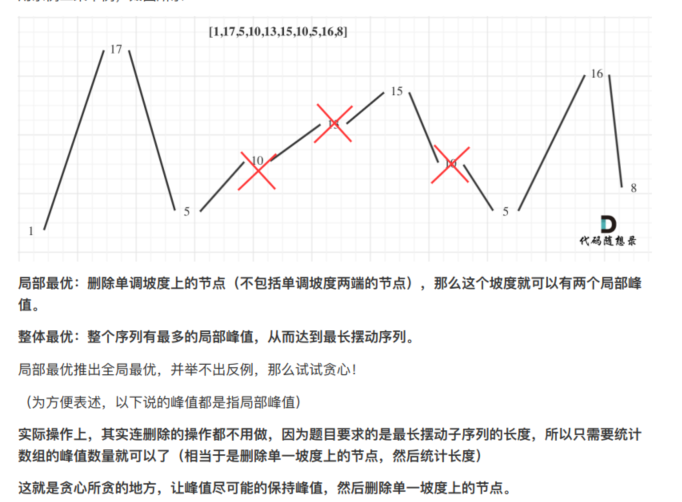 [1,17,5,10,13,15,10,5,16,8]
17
16
15
13
10
10
8
5
5
1
代码随想录
局部最优：删除单调坡度上的节点（不包括单调坡度两端的节点），那么这个坡度就可以有两个局部峰
值。
整体最优：整个序列有最多的局部峰值，从而达到最长摆动序列。
局部最优推出全局最优，并举不出反例，那么试试贪心！
（为方便表述，以下说的峰值都是指局部峰值）
实际操作上，其实连删除的操作都不用做，因为题目要求的是最长摆动子序列的长度，所以只需要统计
数组的峰值数量就可以了（相当于是删除单一坡度上的节点，然后统计长度）
这就是贪心所贪的地方，让峰值尽可能的保持峰值，然后删除单一坡度上的节点。